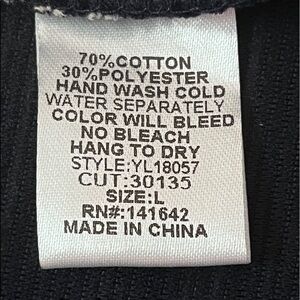 70%COTTON
30%POLYESTER
HAND WASH COLD
WATER SEPARATELY
COLOR WILL BLEED
NO BLEACH
HANG TO DRY
STYLE:YL18057
CUT:30135
SIZE:L
RN#:141642
MADE IN CHINA